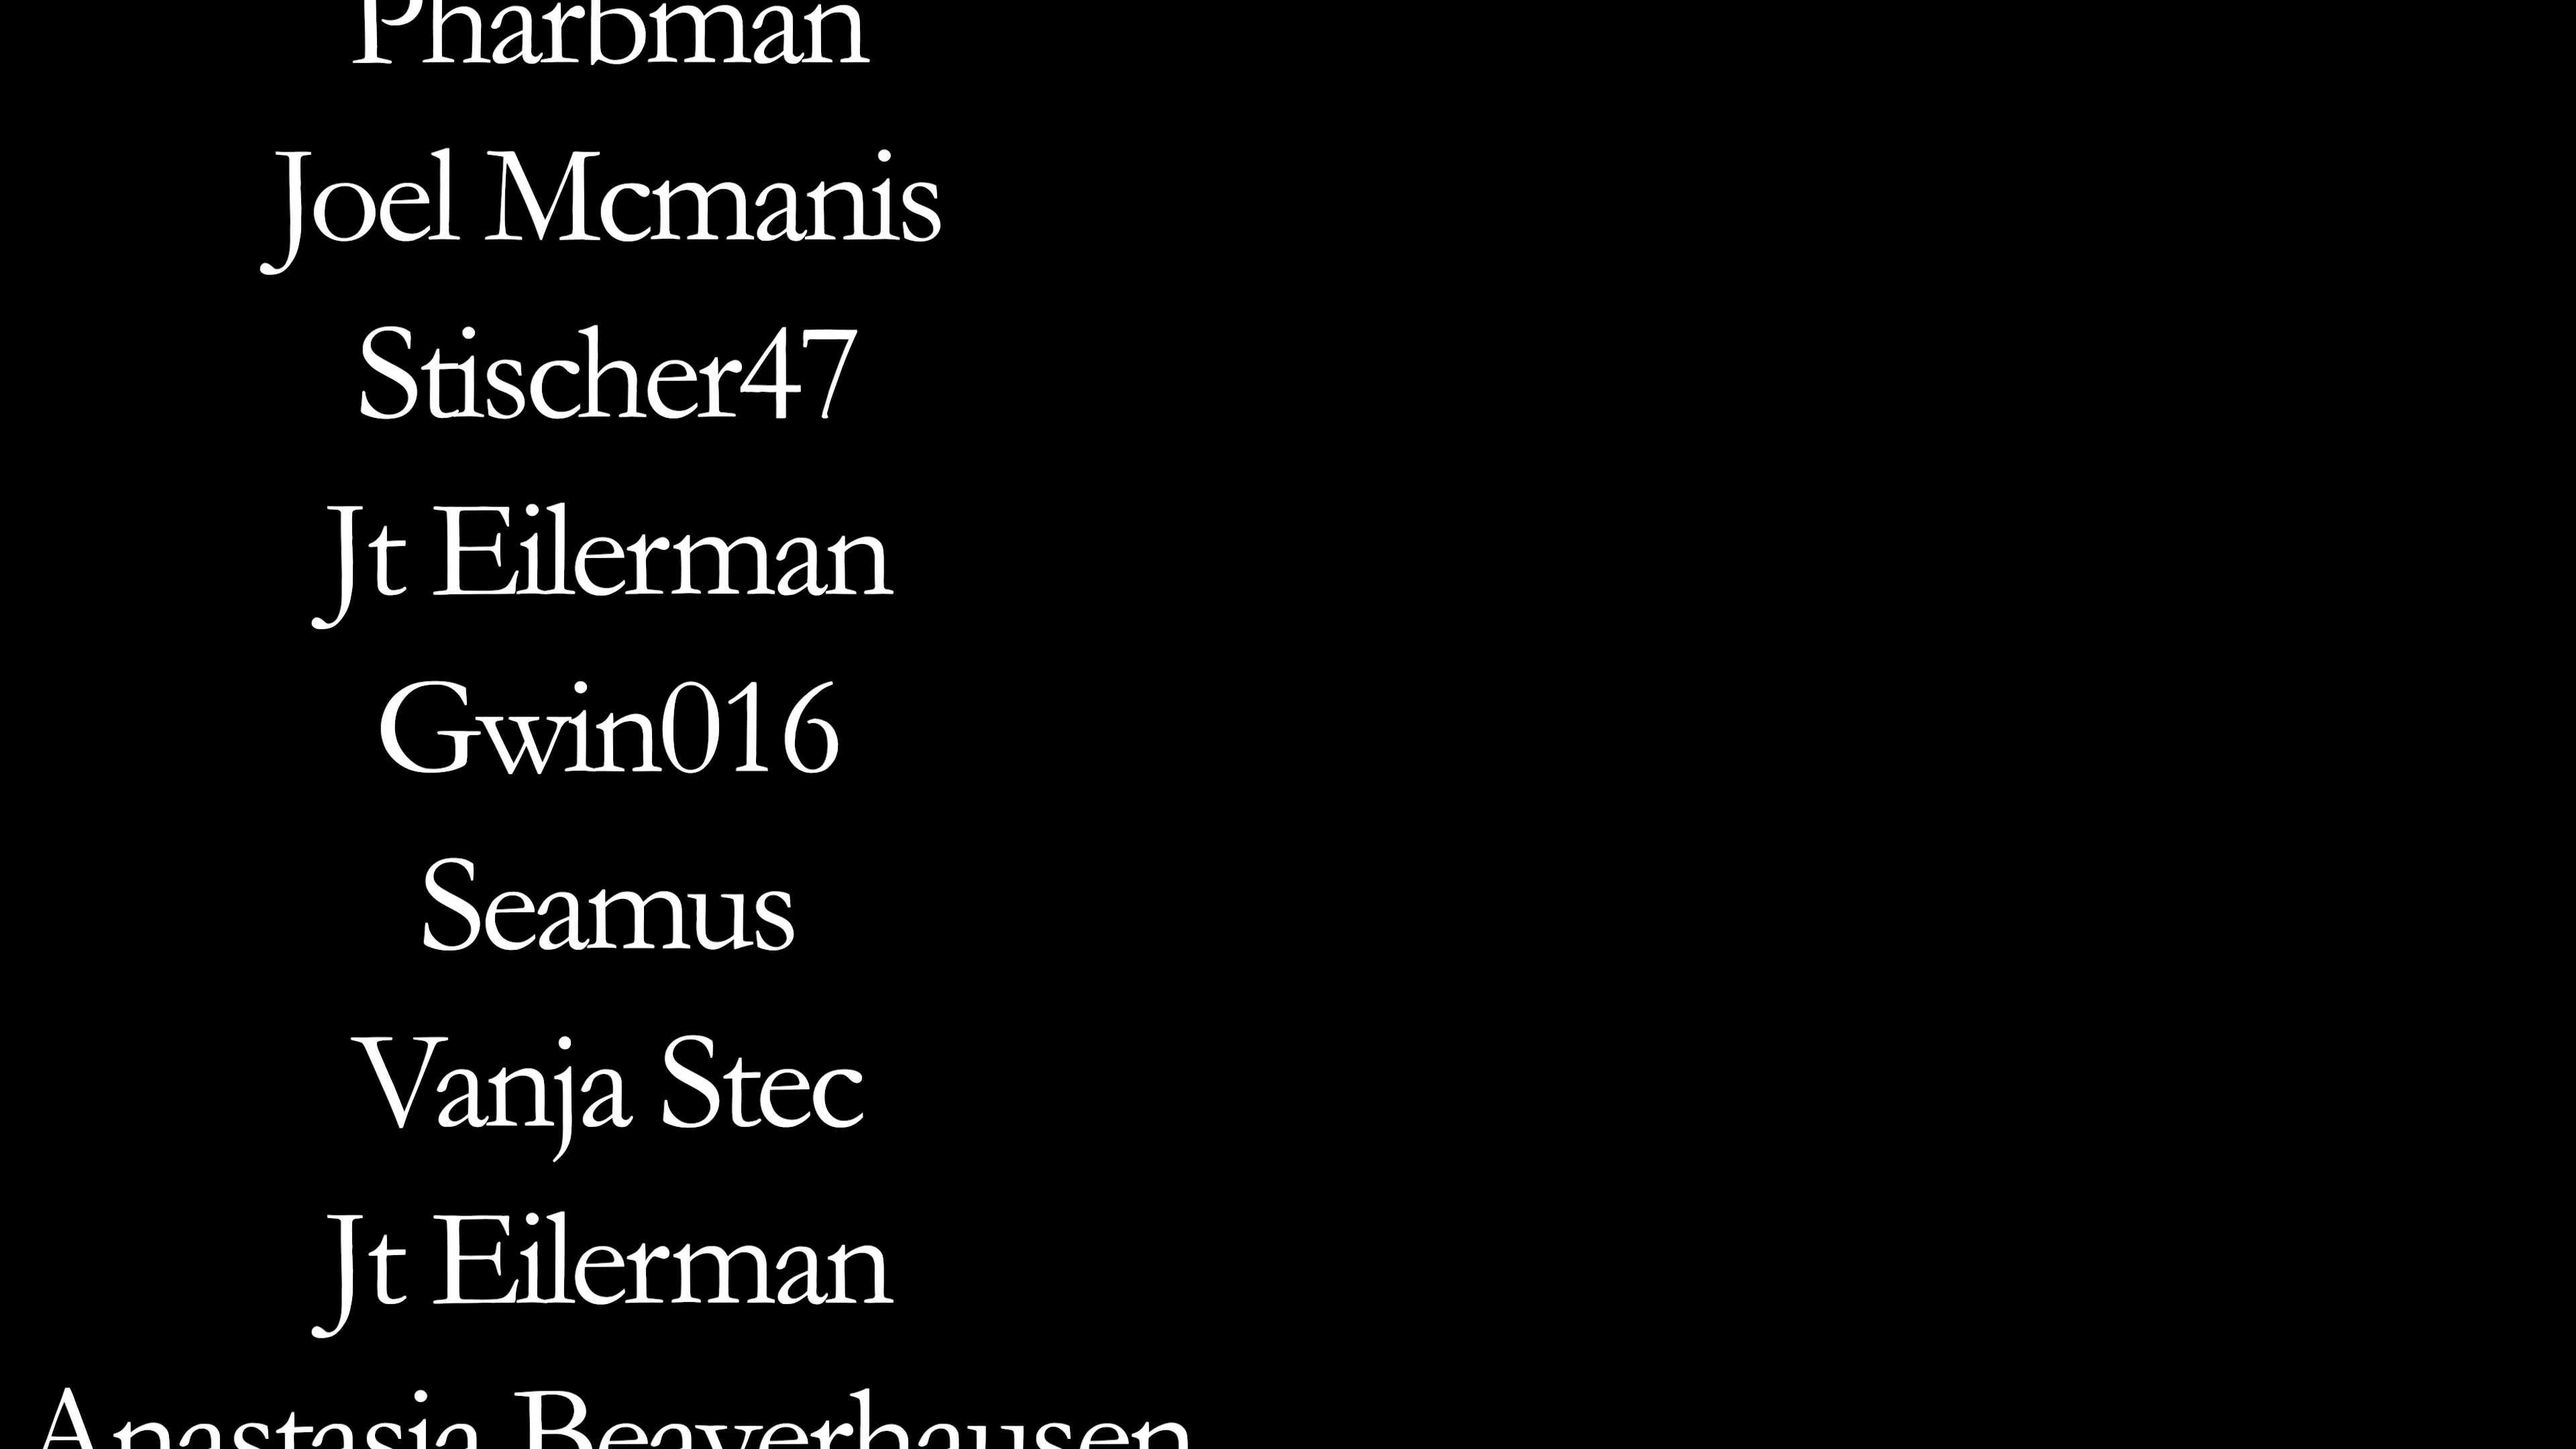 Pharbman
Joel Mcmanis
Stischer47
Jt Eilerman
Gwin016
Seamus
Vanja Stec
Jt Eilerman
Anastasia Beaverhausen